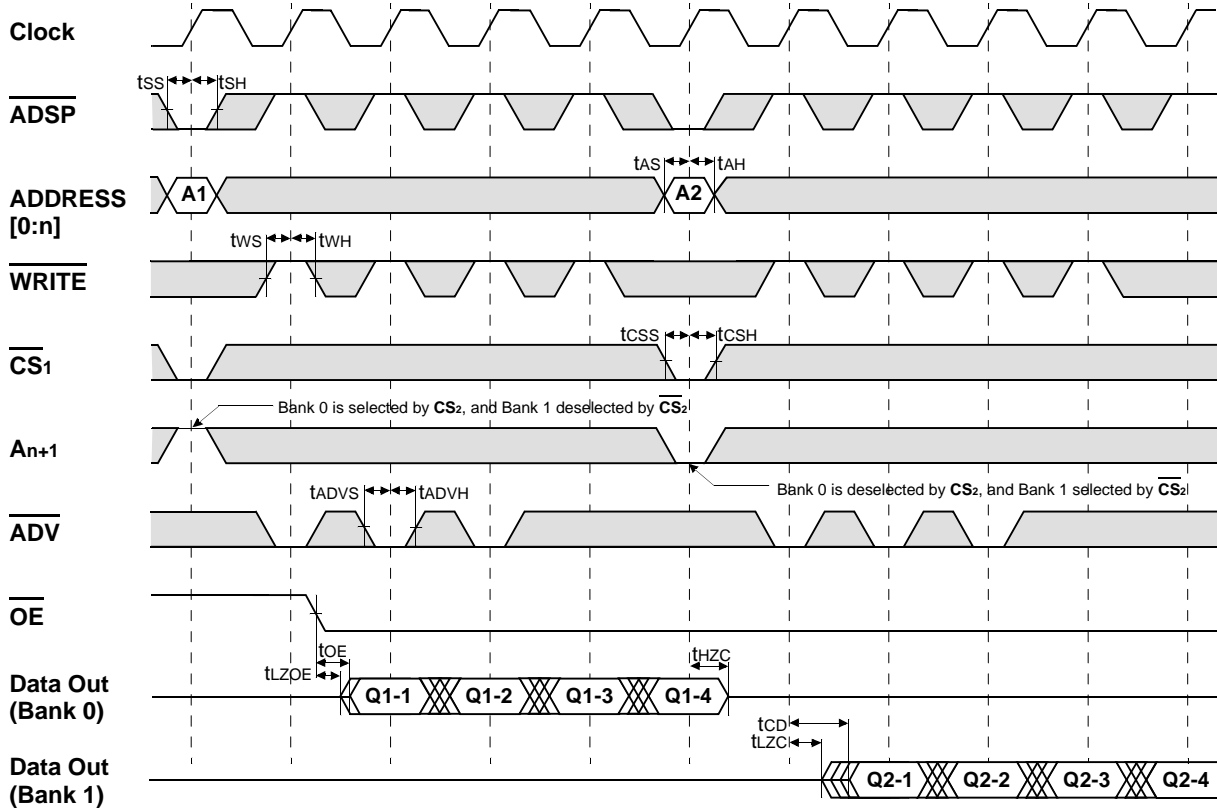 Clock
tSS tSH
ADSP
tAS tAH
ADDRESS
[0:n]
A1 A2
tWS tWH
WRITE
tCSS tCSH
CS1
Bank 0 is selected by CS2, and Bank 1 deselected by CS2
An+1
Bank 0 is deselected by CS2, and Bank 1 selected by CS2
tADVS tADVH
ADV
OE
tOE
tLZOE
tHZC
Data Out
(Bank 0)
Q1-1 Q1-2 Q1-3 Q1-4
tCD
tLZC
Data Out
(Bank 1)
Q2-1 Q2-2 Q2-3 Q2-4